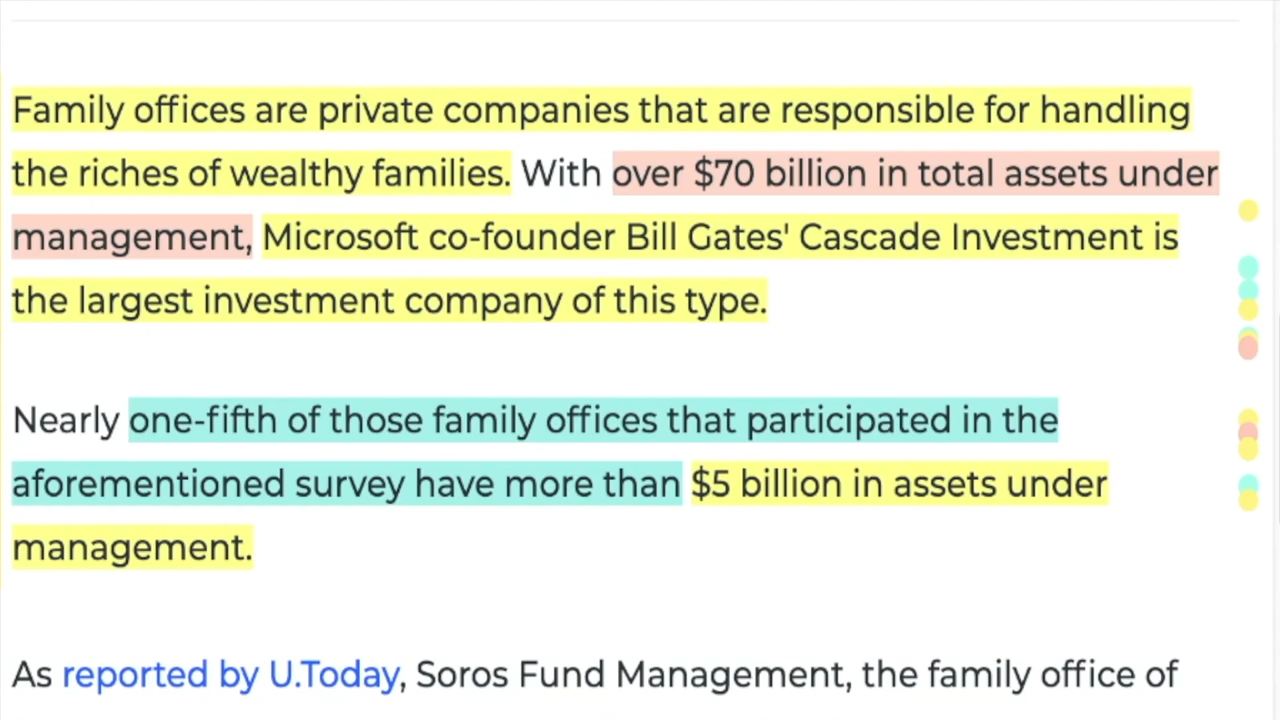 Family offices are private companies that are responsible for handling
the riches of wealthy families. With over $70 billion in total assets under
management, Microsoft co-founder Bill Gates' Cascade Investment is
the largest investment company of this type.
Nearly one-fifth of those family offices that participated in the
aforementioned survey have more than $5 billion in assets under
management.
As reported by U.Today, Soros Fund Management, the family office of